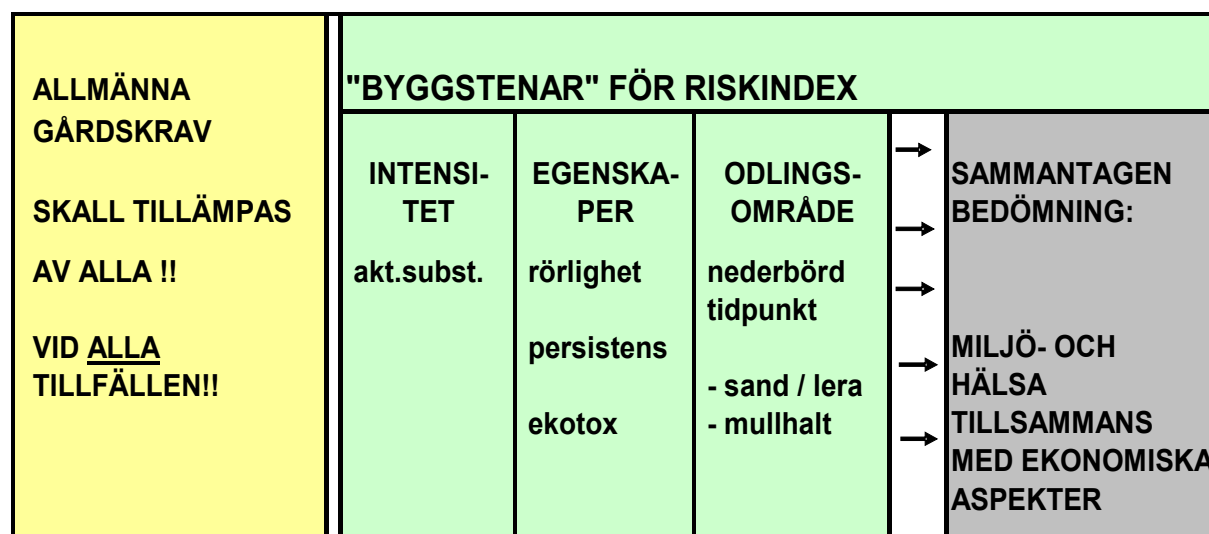 ALLMÄNNA
GÅRDSKRAV
SKALL TILLÄMPAS
AV ALLA !!
VID ALLA
TILLFÄLLEN!!
"BYGGSTENAR" FÖR RISKINDEX
INTENSI-
TET
akt.subst.
EGENSKA-
PER
rörlighet
persistens
ekotox
ODLINGS-
OMRÅDE
nederbörd
tidpunkt
- sand / lera
- mullhalt
SAMMANTAGEN
BEDÖMNING:
MILJÖ- OCH
HÄLSA
TILLSAMMANS
MED EKONOMISKA
ASPEKTER